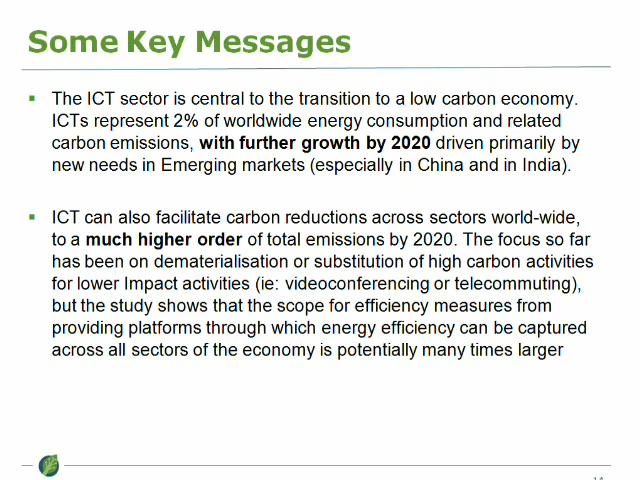 Some Key Messages
▪ The ICT sector is central to the transition to a low carbon economy.
ICTs represent 2% of worldwide energy consumption and related
carbon emissions, with further growth by 2020 driven primarily by
new needs in Emerging markets (especially in China and in India).
▪ ICT can also facilitate carbon reductions across sectors world-wide,
to a much higher order of total emissions by 2020. The focus so far
has been on dematerialisation or substitution of high carbon activities
for lower Impact activities (ie: videoconferencing or telecommuting),
but the study shows that the scope for efficiency measures from
providing platforms through which energy efficiency can be captured
across all sectors of the economy is potentially many times larger